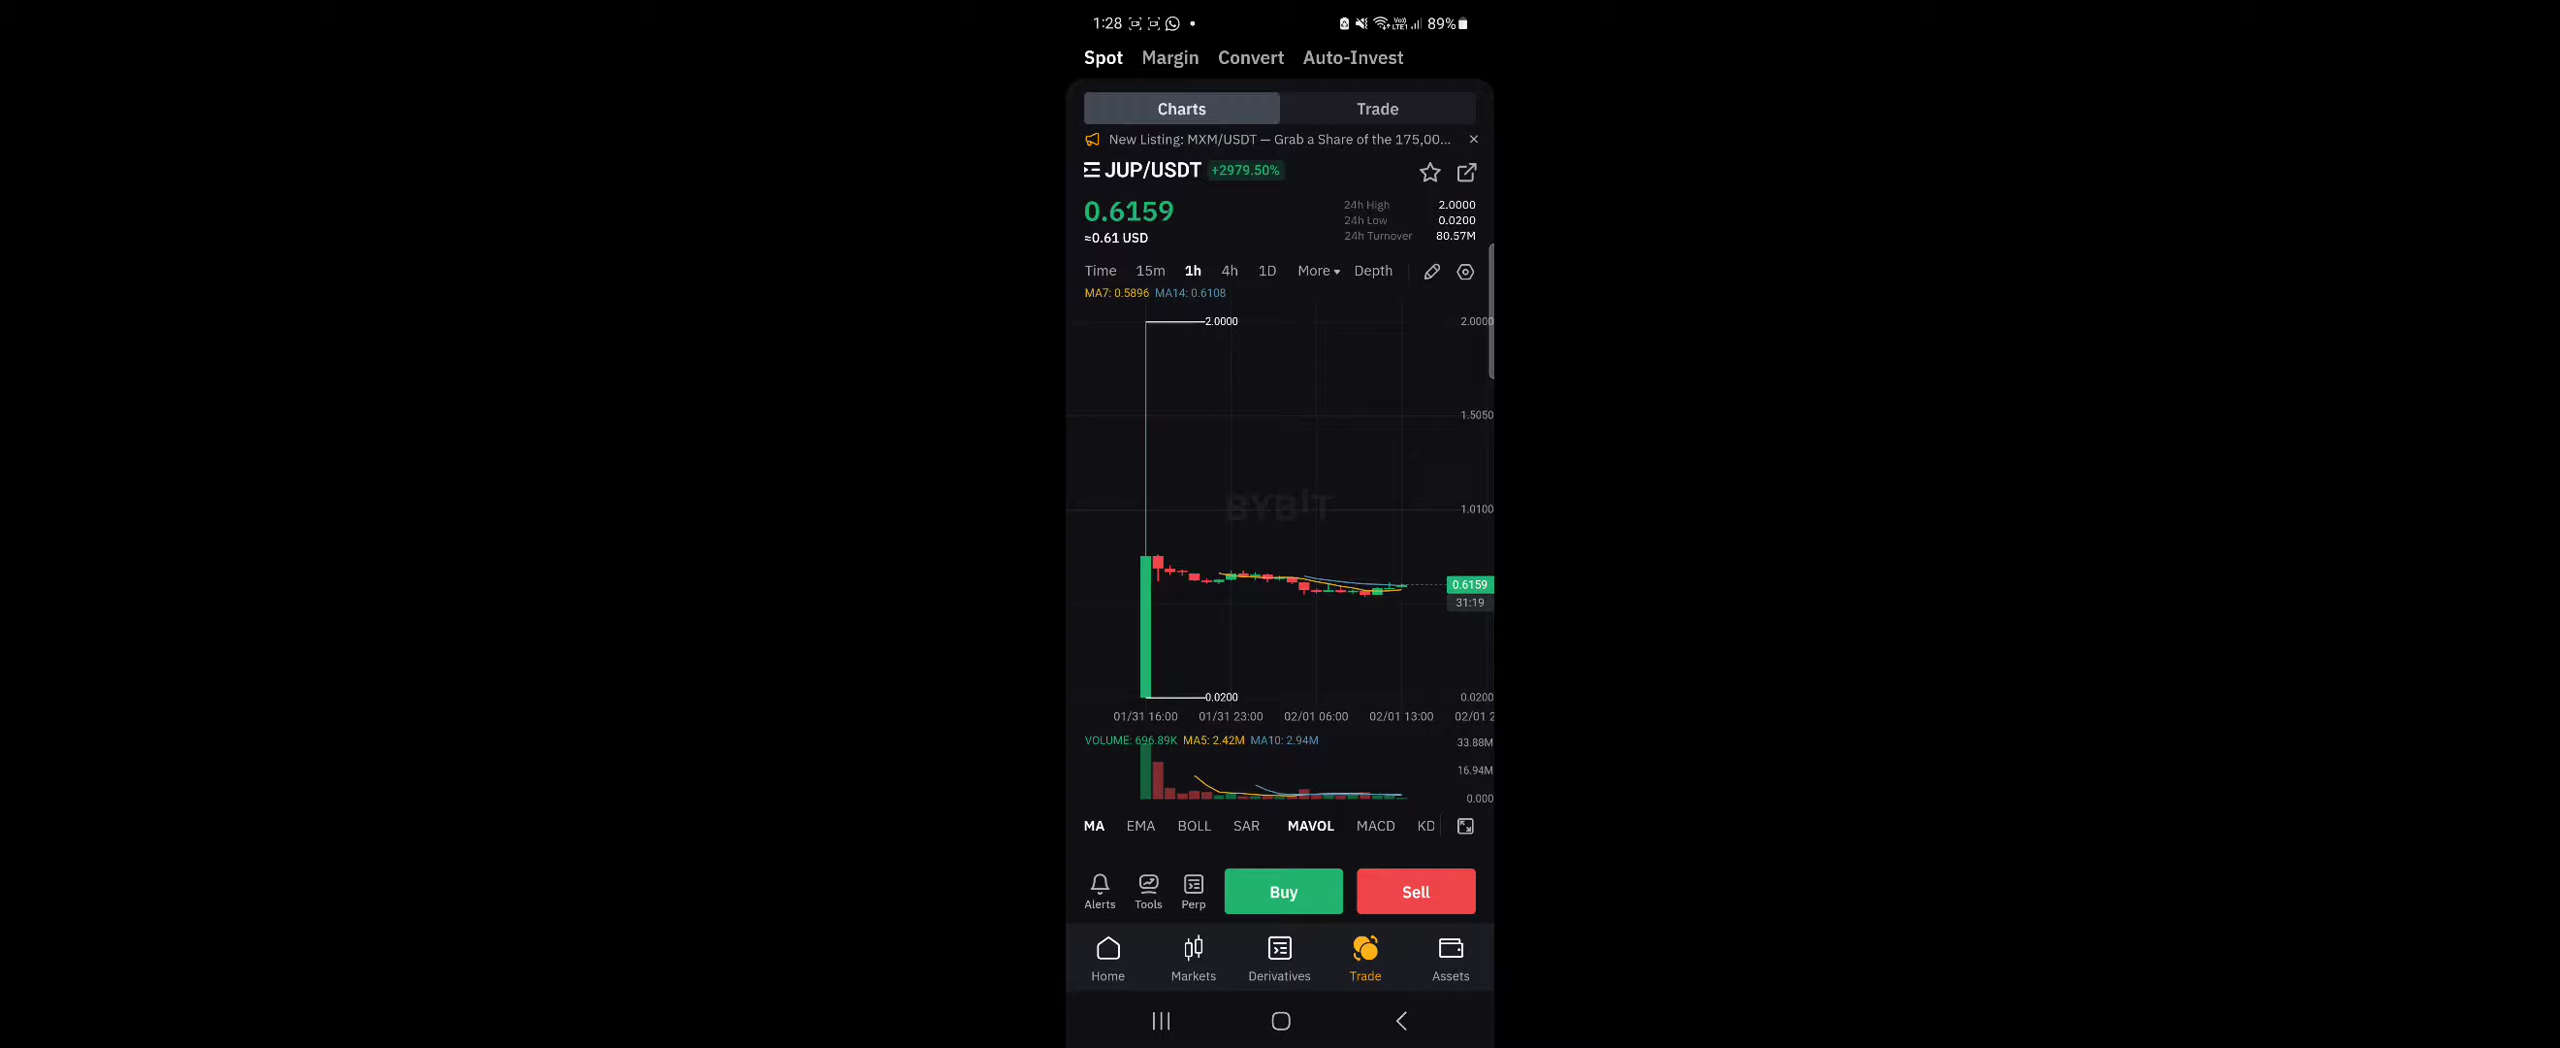 1:28 89%
Spot Margin Convert Auto-Invest
Charts Trade
New Listing: MXM/USDT — Grab a Share of the 175,00...
JUP/USDT +2979.50%
0.6159
≈0.61 USD
24h High 2.0000
24h Low 0.0200
24h Turnover 80.57M
Time 15m 1h 4h 1D More Depth
MA7: 0.5896 MA14: 0.6108
2.0000 2.0000
1.5050
BYBIT
1.0100
0.6159
31:19
0.0200 0.0200
01/31 16:00 01/31 23:00 02/01 06:00 02/01 13:00 02/01 2
VOLUME: 696.89K MA5: 2.42M MA10: 2.94M
33.88M
16.94M
0.000
MA EMA BOLL SAR MAVOL MACD KD
Alerts Tools Perp Buy Sell
Home Markets Derivatives Trade Assets